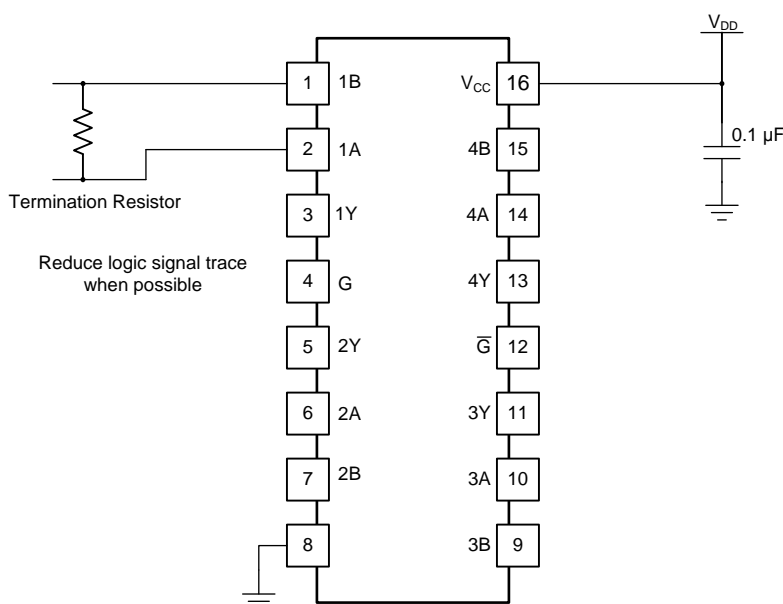 V_DD
1 1B V_CC 16
0.1 µF
2 1A 4B 15
Termination Resistor
3 1Y 4A 14
Reduce logic signal trace
when possible
4 G 4Y 13
5 2Y G̅ 12
6 2A 3Y 11
7 2B 3A 10
8 3B 9